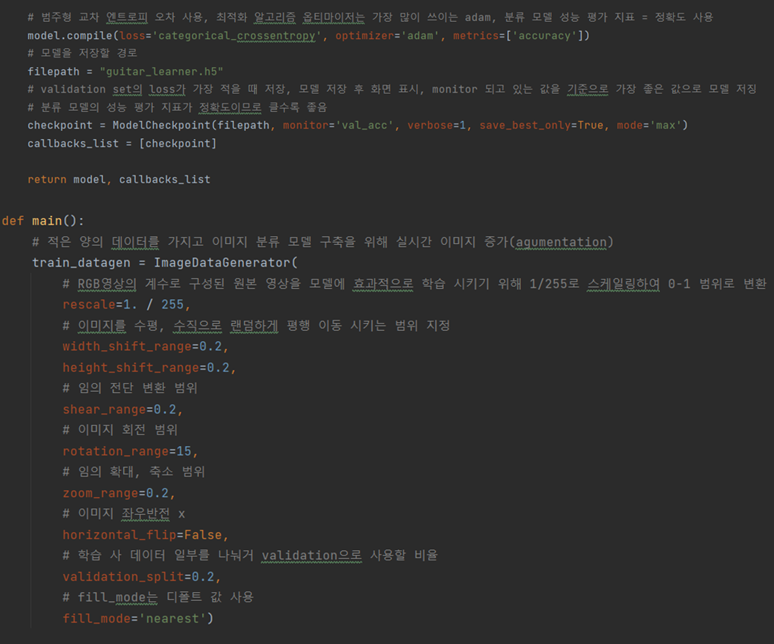 # 범주형 교차 엔트로피 오차 사용, 최적화 알고리즘 옵티마이저는 가장 많이 쓰이는 adam, 분류 모델 성능 평가 지표 = 정확도 사용
model.compile(loss='categorical_crossentropy', optimizer='adam', metrics=['accuracy'])
# 모델을 저장할 경로
filepath = "guitar_learner.h5"
# validation set의 loss가 가장 적을 때 저장, 모델 저장 후 화면 표시, monitor 되고 있는 값을 기준으로 가장 좋은 값으로 모델 저징
# 분류 모델의 성능 평가 지표가 정확도이므로 클수록 좋음
checkpoint = ModelCheckpoint(filepath, monitor='val_acc', verbose=1, save_best_only=True, mode='max')
callbacks_list = [checkpoint]
return model, callbacks_list
def main():
# 적은 양의 데이터를 가지고 이미지 분류 모델 구축을 위해 실시간 이미지 증가(agumentation)
train_datagen = ImageDataGenerator(
# RGB영상의 계수로 구성된 원본 영상을 모델에 효과적으로 학습 시키기 위해 1/255로 스케일링하여 0-1 범위로 변환
rescale=1. / 255,
# 이미지를 수평, 수직으로 랜덤하게 평행 이동 시키는 범위 지정
width_shift_range=0.2,
height_shift_range=0.2,
# 임의 전단 변환 범위
shear_range=0.2,
# 이미지 회전 범위
rotation_range=15,
# 임의 확대, 축소 범위
zoom_range=0.2,
# 이미지 좌우반전 x
horizontal_flip=False,
# 학습 사 데이터 일부를 나눠거 validation으로 사용할 비율
validation_split=0.2,
# fill_mode는 디폴트 값 사용
fill_mode='nearest')